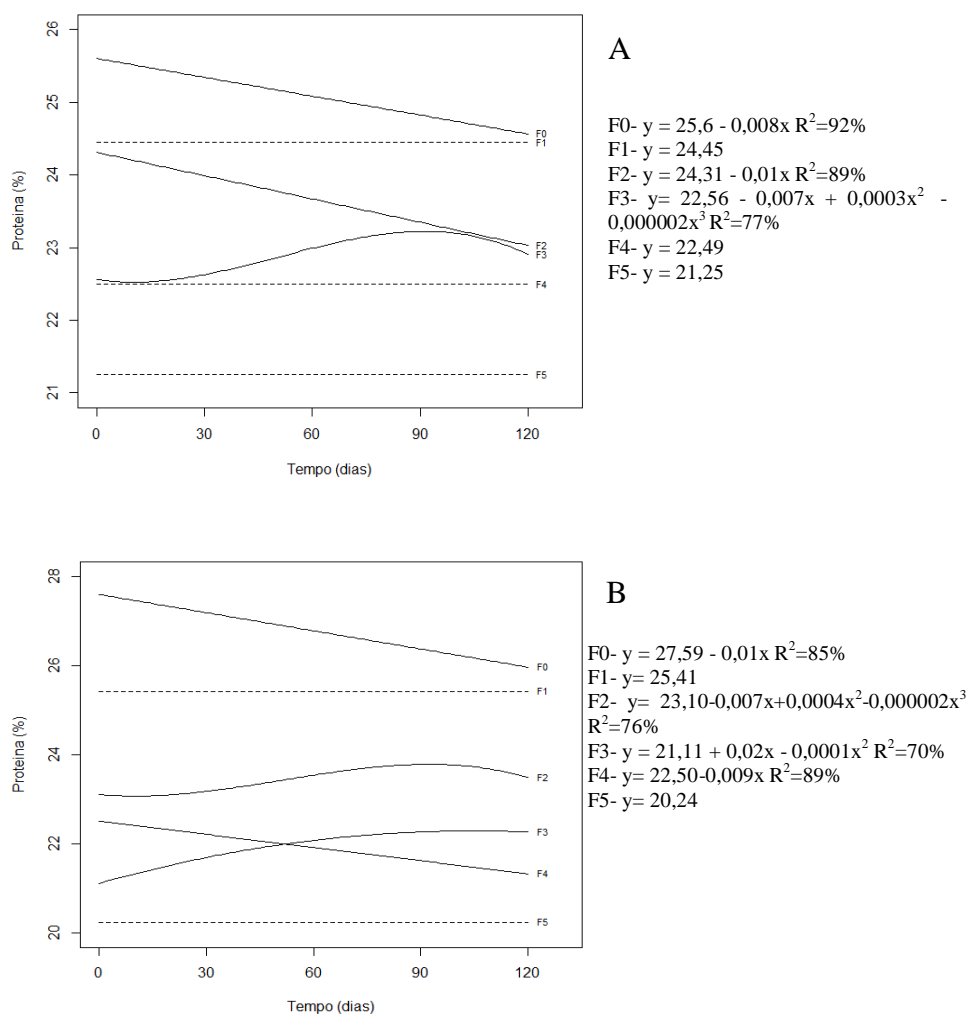 A
26
25
24
23
22
21
Proteina (%)
F0
F1
F2
F3
F4
F5
0 30 60 90 120
Tempo (dias)
F0- y = 25,6 - 0,008x R²=92%
F1- y = 24,45
F2- y = 24,31 - 0,01x R²=89%
F3- y= 22,56 - 0,007x + 0,0003x² -
0,000002x³ R²=77%
F4- y = 22,49
F5- y = 21,25
B
28
26
24
22
20
Proteina (%)
F0
F1
F2
F3
F4
F5
0 30 60 90 120
Tempo (dias)
F0- y = 27,59 - 0,01x R²=85%
F1- y= 25,41
F2- y= 23,10-0,007x+0,0004x²-0,000002x³
R²=76%
F3- y = 21,11 + 0,02x - 0,0001x² R²=70%
F4- y= 22,50-0,009x R²=89%
F5- y= 20,24